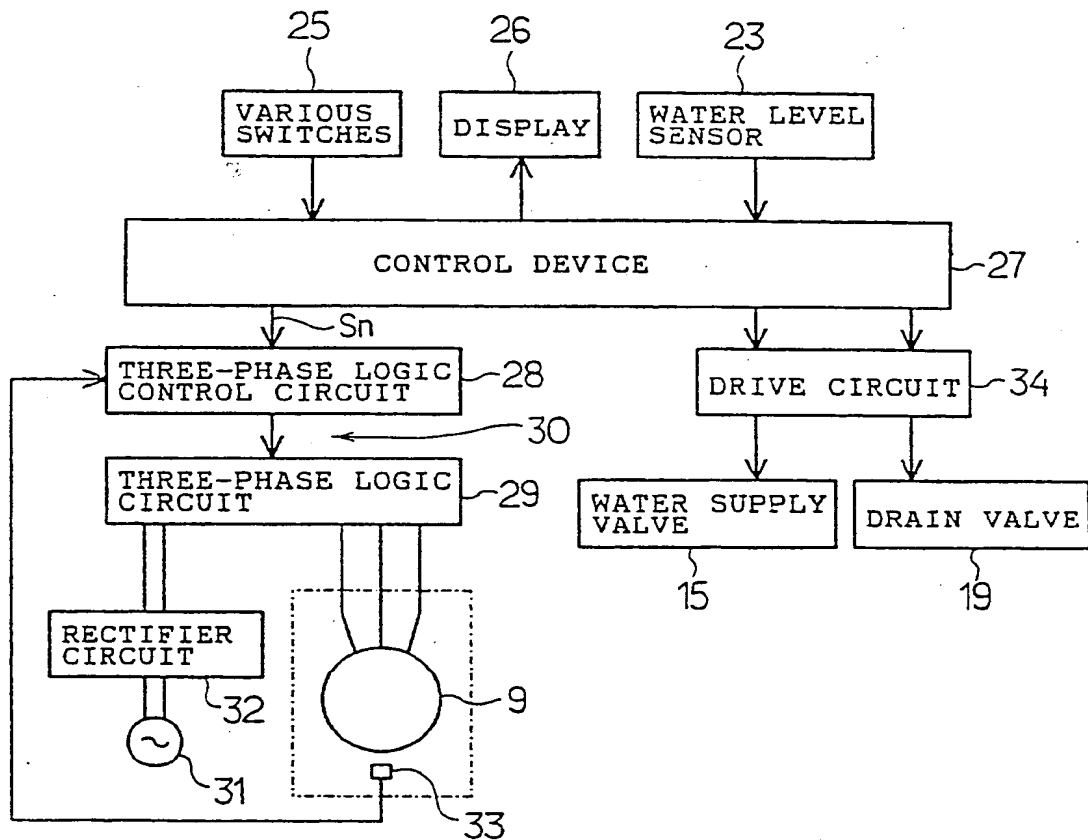 25
26
23
VARIOUS
SWITCHES
DISPLAY
WATER LEVEL
SENSOR
CONTROL DEVICE
27
Sn
THREE-PHASE LOGIC
CONTROL CIRCUIT
28
DRIVE CIRCUIT
34
30
THREE-PHASE LOGIC
CIRCUIT
29
WATER SUPPLY
VALVE
DRAIN VALVE
15
19
RECTIFIER
CIRCUIT
32
9
31
33